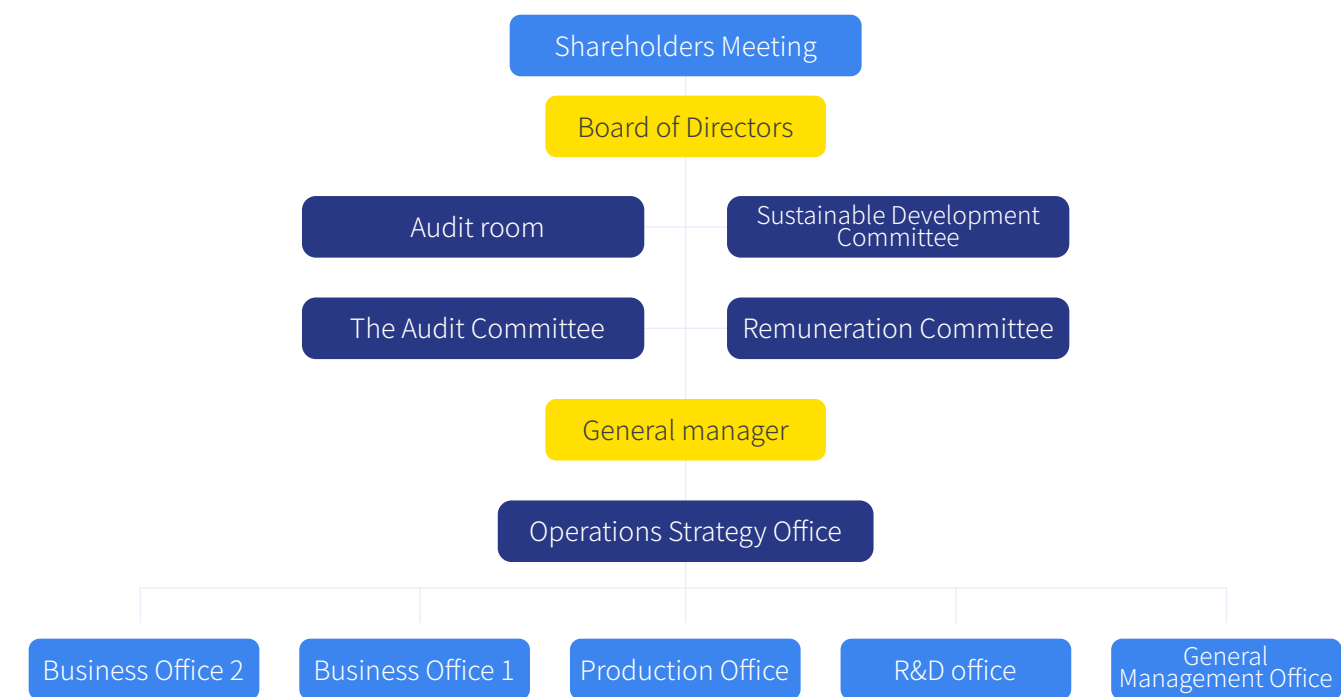 Shareholders Meeting
Board of Directors
Audit room
Sustainable Development
Committee
The Audit Committee
Remuneration Committee
General manager
Operations Strategy Office
Business Office 2
Business Office 1
Production Office
R&D office
General
Management Office